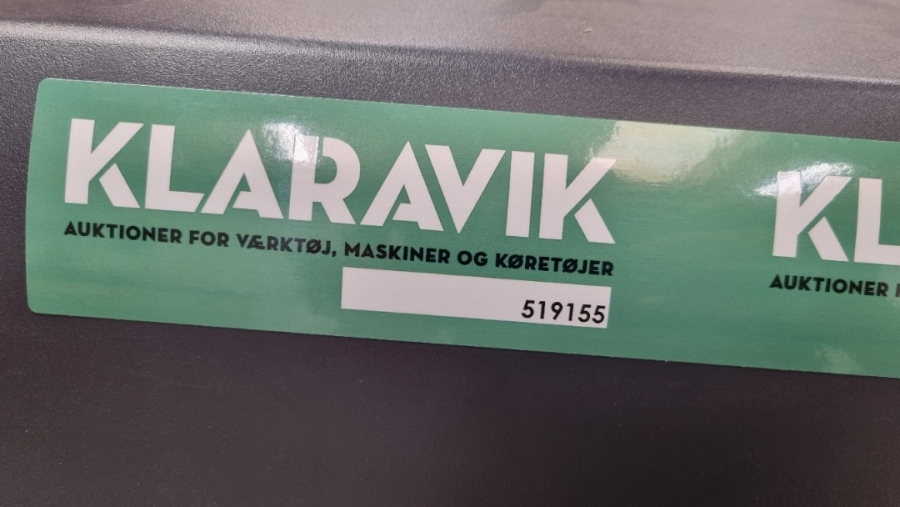 KLARAVIK
AUKTIONER FOR VÆRKTØJ, MASKINER OG KØRETØJER
519155
KL
AUKTIONER